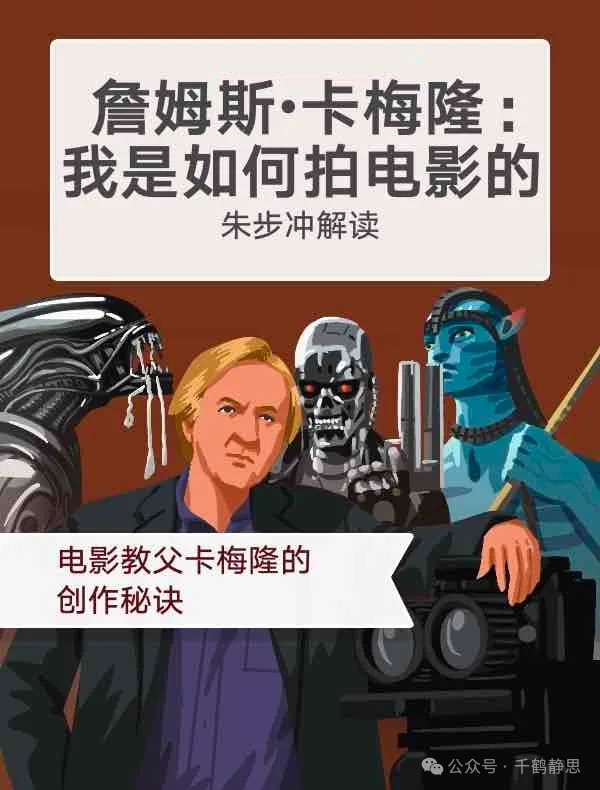 詹姆斯•卡梅隆：
我是如何拍电影的
朱步冲解读
电影教父卡梅隆的
创作秘诀
公众号·千鹤静思